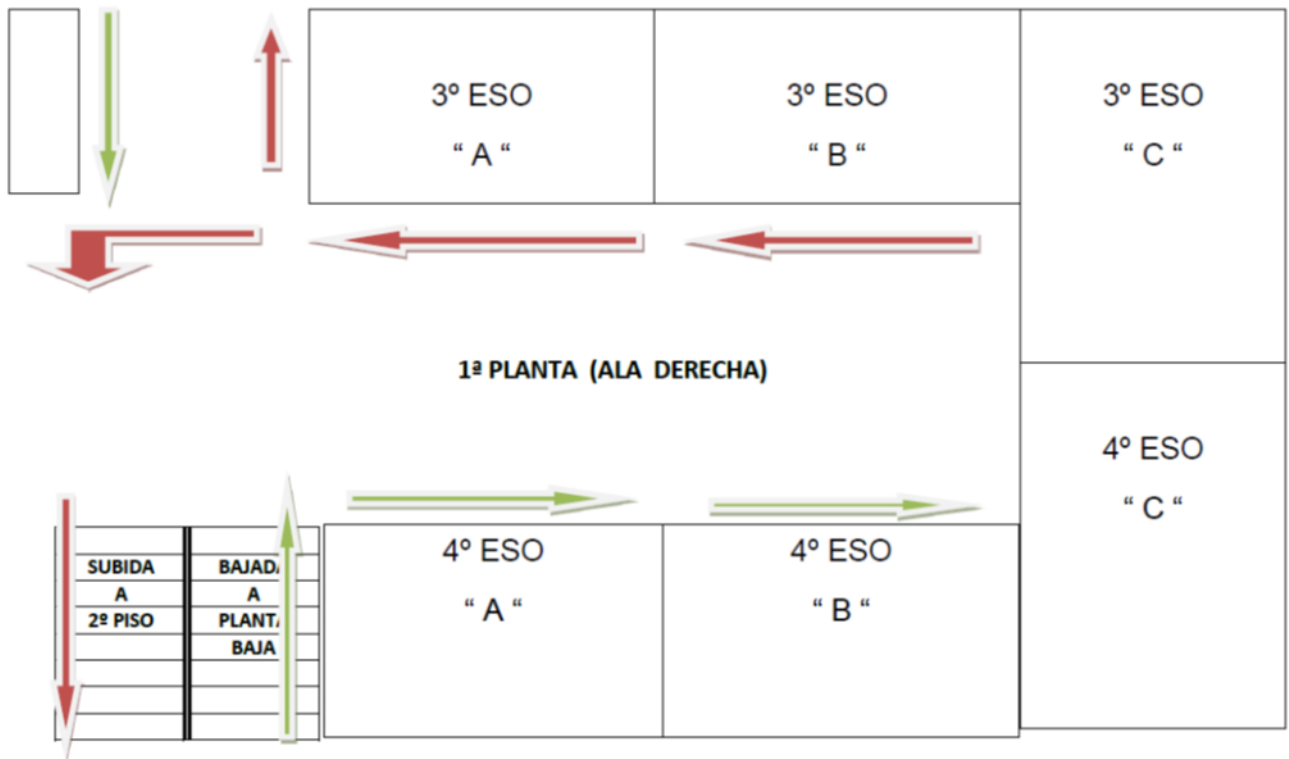 3º ESO
“ A “
3º ESO
“ B “
3º ESO
“ C “
1ª PLANTA (ALA DERECHA)
4º ESO
“ C “
SUBIDA
A
2º PISO
BAJADA
A
PLANTA
BAJA
4º ESO
“ A “
4º ESO
“ B “